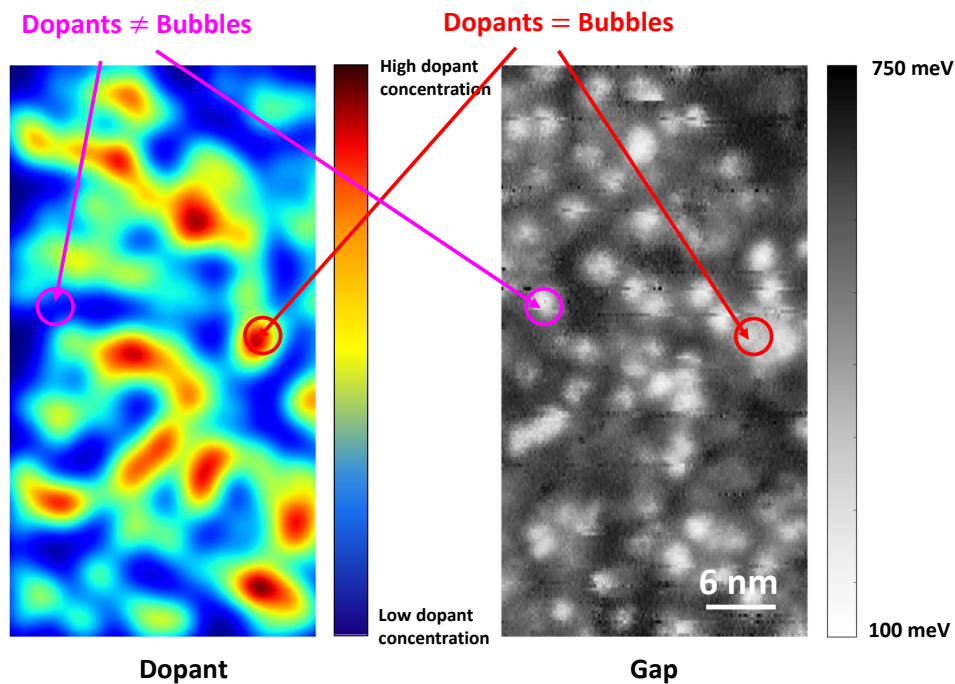 Dopants ≠ Bubbles
Dopants = Bubbles
High dopant
concentration
Low dopant
concentration
750 meV
100 meV
6 nm
Dopant
Gap